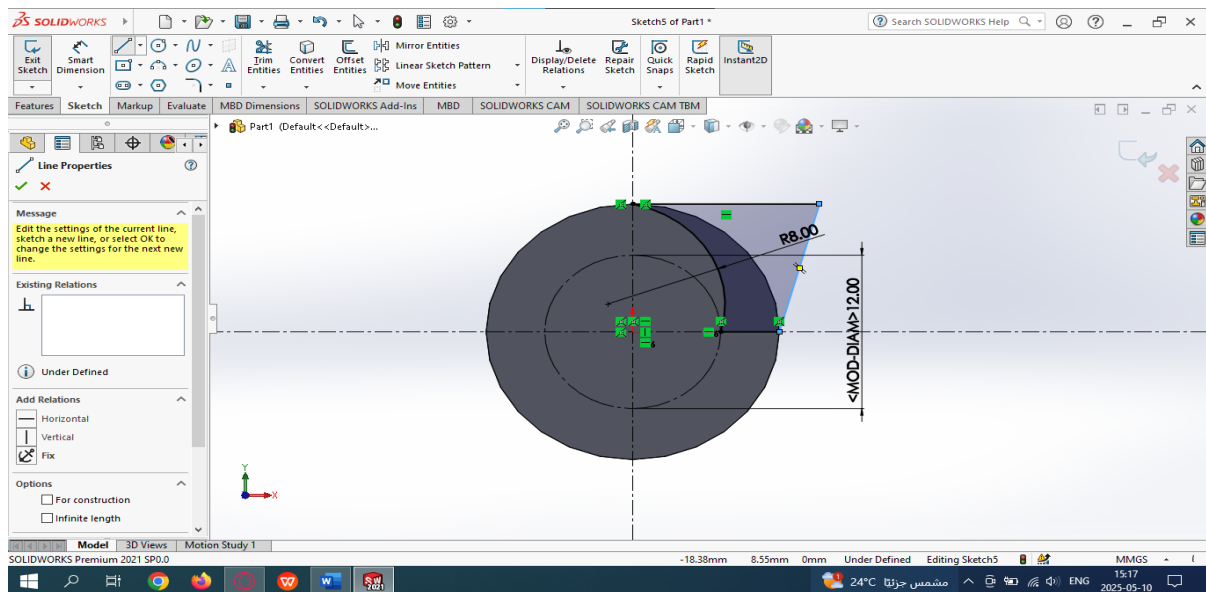 SOLIDWORKS
Sketch5 of Part1 *
Search SOLIDWORKS Help
Exit Sketch
Smart Dimension
Trim Entities
Convert Entities
Offset Entities
Mirror Entities
Linear Sketch Pattern
Move Entities
Display/Delete Relations
Repair Sketch
Quick Snaps
Rapid Sketch
Instant2D
Features Sketch Markup Evaluate MBD Dimensions SOLIDWORKS Add-Ins MBD SOLIDWORKS CAM SOLIDWORKS CAM TBM
Part1 (Default<<Default>...
Line Properties
Message
Edit the settings of the current line,
sketch a new line, or select OK to
change the settings for the next new
line.
Existing Relations
Under Defined
Add Relations
Horizontal
Vertical
Fix
Options
For construction
Infinite length
R8.00
<MOD-DIAM>12.00
6
6
Y
X
Model 3D Views Motion Study 1
SOLIDWORKS Premium 2021 SP0.0
-18.38mm 8.55mm 0mm Under Defined Editing Sketch5 MMGS
SW 2021
24°C مشمس جزئيًا
ENG
15:17
2025-05-10